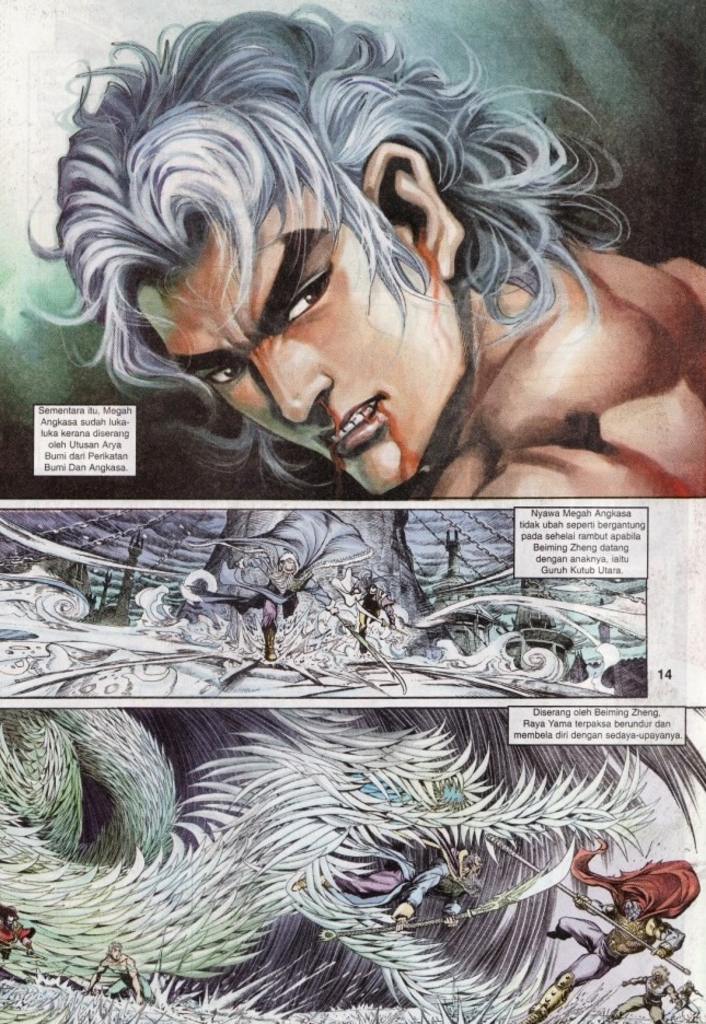 Sementara itu, Megah
Angkasa sudah luka-
luka kerana diserang
oleh Utusan Arya
Bumi dari Perikatan
Bumi Dan Angkasa.
Nyawa Megah Angkasa
tidak ubah seperti bergantung
pada sehelai rambut apabila
Beiming Zheng datang
dengan anaknya, iaitu
Guruh Kutub Utara.
14
Diserang oleh Beiming Zheng,
Raya Yama terpaksa berundur dan
membela diri dengan sedaya-upayanya.